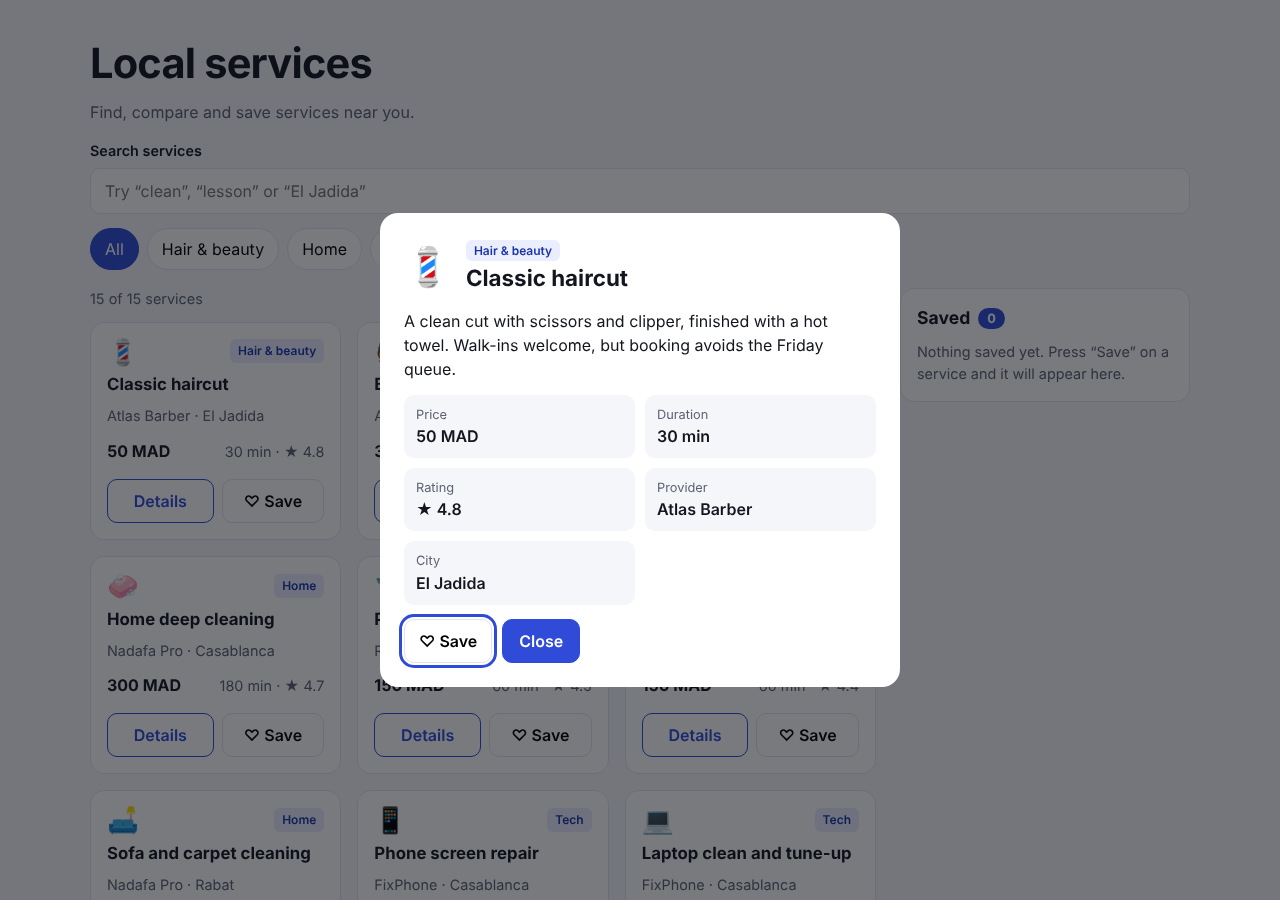 Local services
Find, compare and save services near you.
Search services
Try “clean”, “lesson” or “El Jadida”
All
Hair & beauty
Home
15 of 15 services
Hair & beauty
Classic haircut
Atlas Barber · El Jadida
50 MAD
30 min · ★ 4.8
Details
♡ Save
Hair & beauty
Classic haircut
A clean cut with scissors and clipper, finished with a hot
towel. Walk-ins welcome, but booking avoids the Friday
queue.
Price
50 MAD
Duration
30 min
Rating
★ 4.8
Provider
Atlas Barber
City
El Jadida
♡ Save
Close
Saved 0
Nothing saved yet. Press “Save” on a
service and it will appear here.
Home
Home deep cleaning
Nadafa Pro · Casablanca
300 MAD
180 min · ★ 4.7
Details
♡ Save
Details
♡ Save
Details
♡ Save
Home
Sofa and carpet cleaning
Nadafa Pro · Rabat
Tech
Phone screen repair
FixPhone · Casablanca
Tech
Laptop clean and tune-up
FixPhone · Casablanca